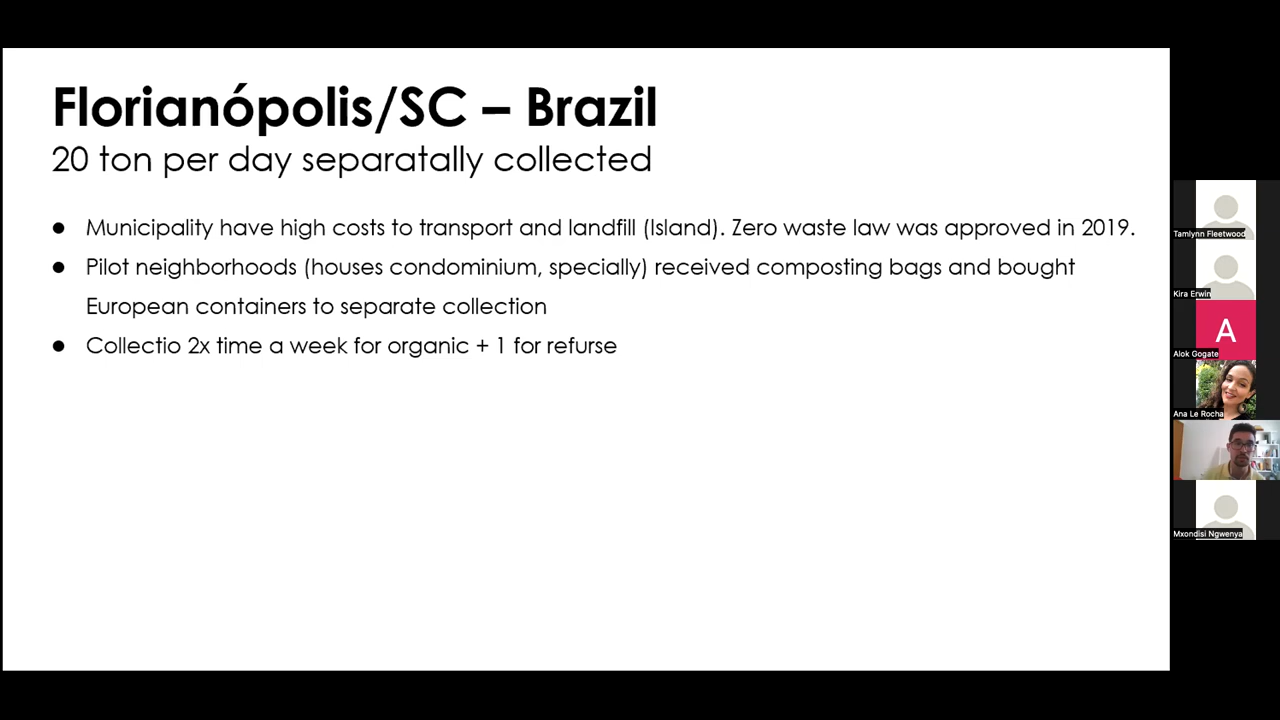 Florianópolis/SC – Brazil
20 ton per day separatally collected
● Municipality have high costs to transport and landfill (Island). Zero waste law was approved in 2019.
● Pilot neighborhoods (houses condominium, specially) received composting bags and bought
European containers to separate collection
● Collectio 2x time a week for organic + 1 for refurse
Tamlynn Fleetwood
Kira Erwin
A
Alok Gogate
Ana Le Rocha
Mxondisi Ngwenya